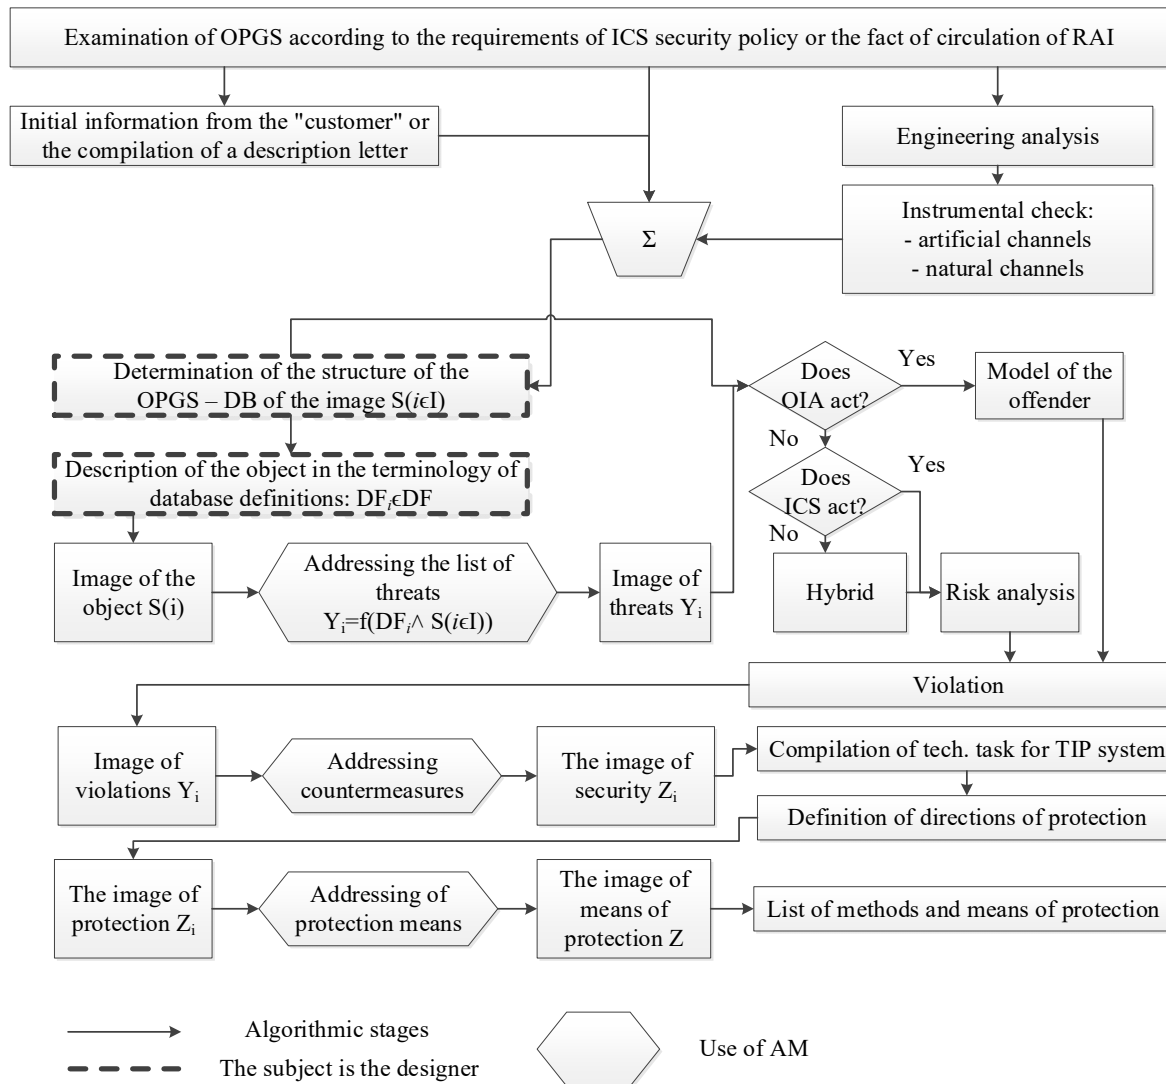 Examination of OPGS according to the requirements of ICS security policy or the fact of circulation of RAI
Initial information from the "customer" or
the compilation of a description letter
Engineering analysis
Instrumental check:
- artificial channels
- natural channels
Σ
Determination of the structure of the
OPGS – DB of the image S(iϵI)
Does
OIA act?
Yes
Model of the
offender
No
Description of the object in the terminology of
database definitions: DFiϵDF
Does
ICS act?
Yes
No
Image of the
object S(i)
Addressing the list of
threats
Yi=f(DFi∧ S(iϵI))
Image of
threats Yi
Hybrid
Risk analysis
Violation
Image of
violations Yi
Addressing
countermeasures
The image of
security Zi
Compilation of tech. task for TIP system
Definition of directions of protection
The image of
protection Zi
Addressing of
protection means
The image of
means of
protection Z
List of methods and means of protection
Algorithmic stages
The subject is the designer
Use of AM